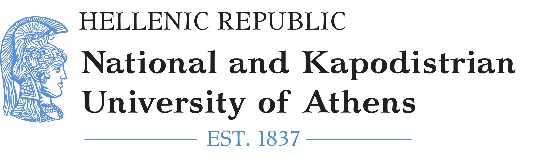 HELLENIC REPUBLIC
National and Kapodistrian
University of Athens
EST. 1837